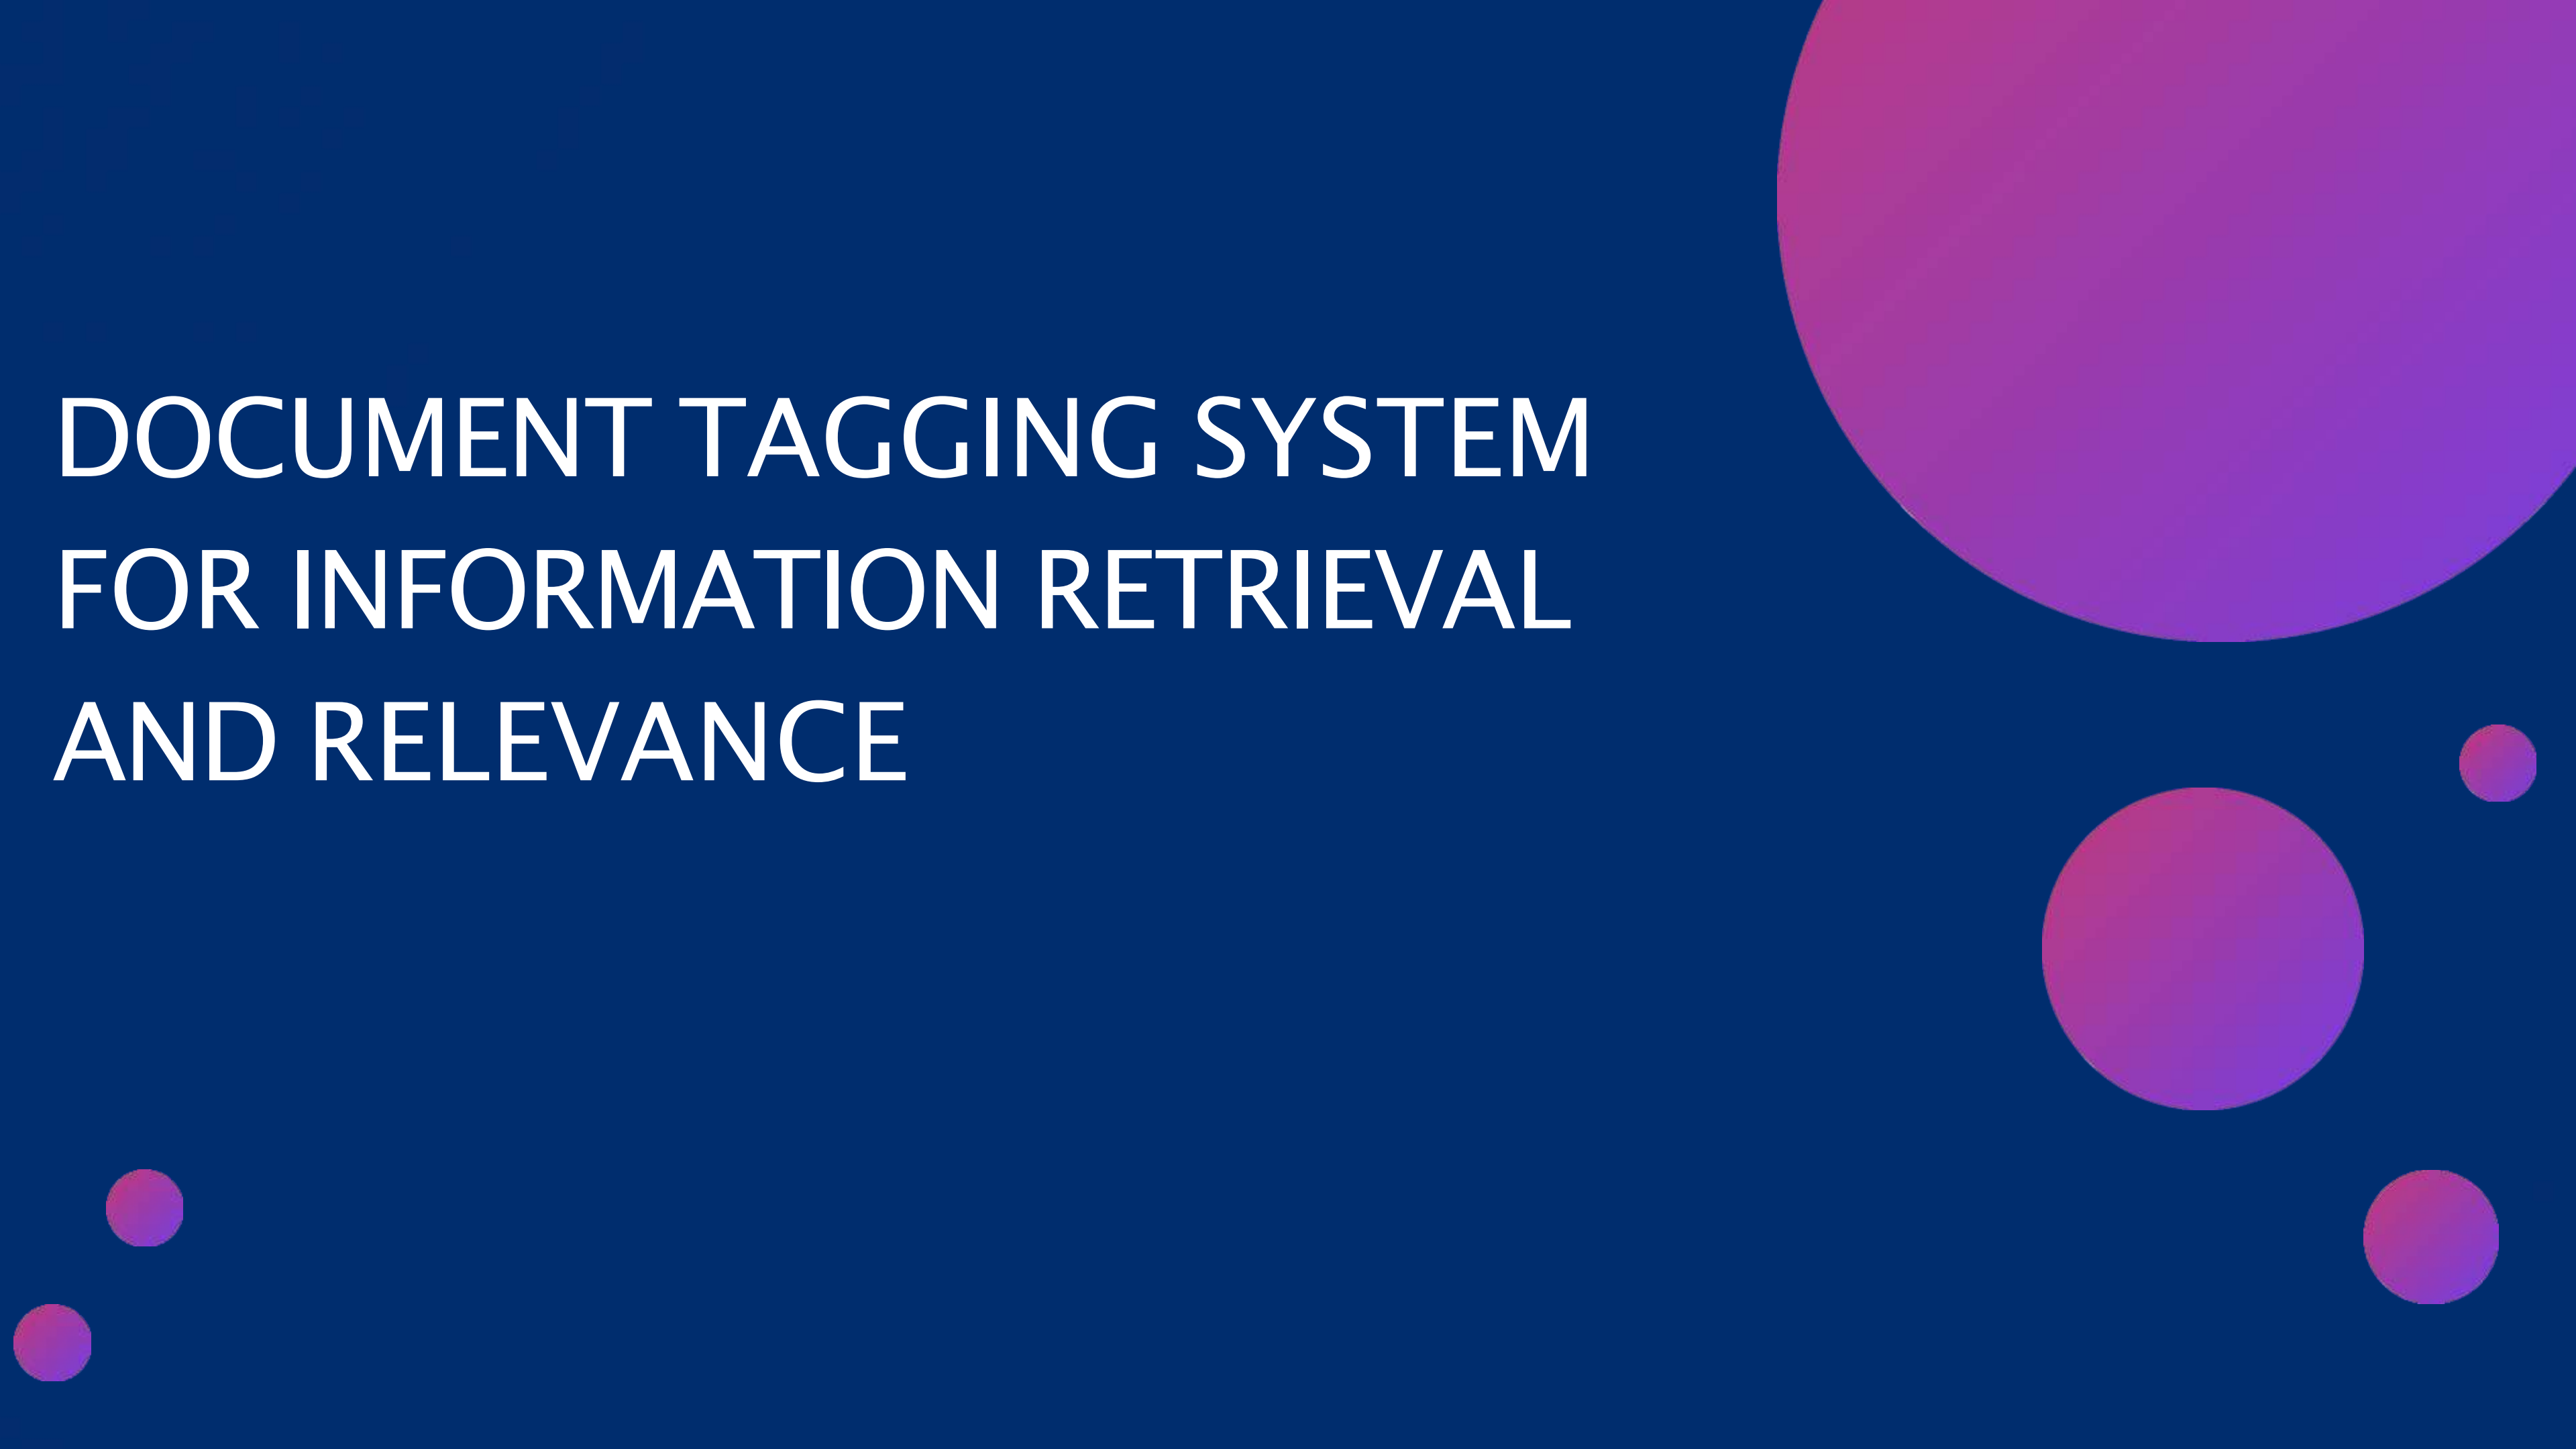 DOCUMENT TAGGING SYSTEM
FOR INFORMATION RETRIEVAL
AND RELEVANCE